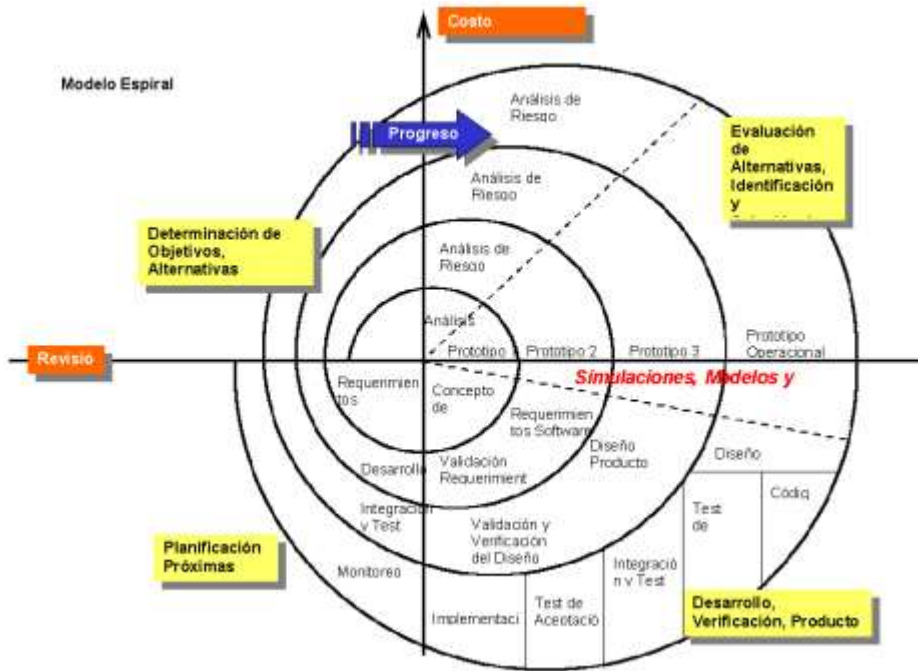 Costo
Modelo Espiral
Análisis de
Riesgo
Progreso
Evaluación
de
Alternativas,
Identificación
y
Análisis de
Riesgo
Determinación de
Objetivos,
Alternativas
Análisis de
Riesgo
Análisis
Revisió
Prototipo
Prototipo 2
Prototipo 3
Prototipo
Operacional
Simulaciones, Modelos y
Requerimien
tos
Concepto
de
Requerimien
tos Software
Diseño
Producto
Diseño
Desarrollo
Validación
Requerimient
Códig
Integración
y Test
Validación y
Verificación
del Diseño
Test
de
Planificación
Próximas
Monitoreo
Integració
n y Test
Implementaci
Test de
Aceptació
Desarrollo,
Verificación, Producto